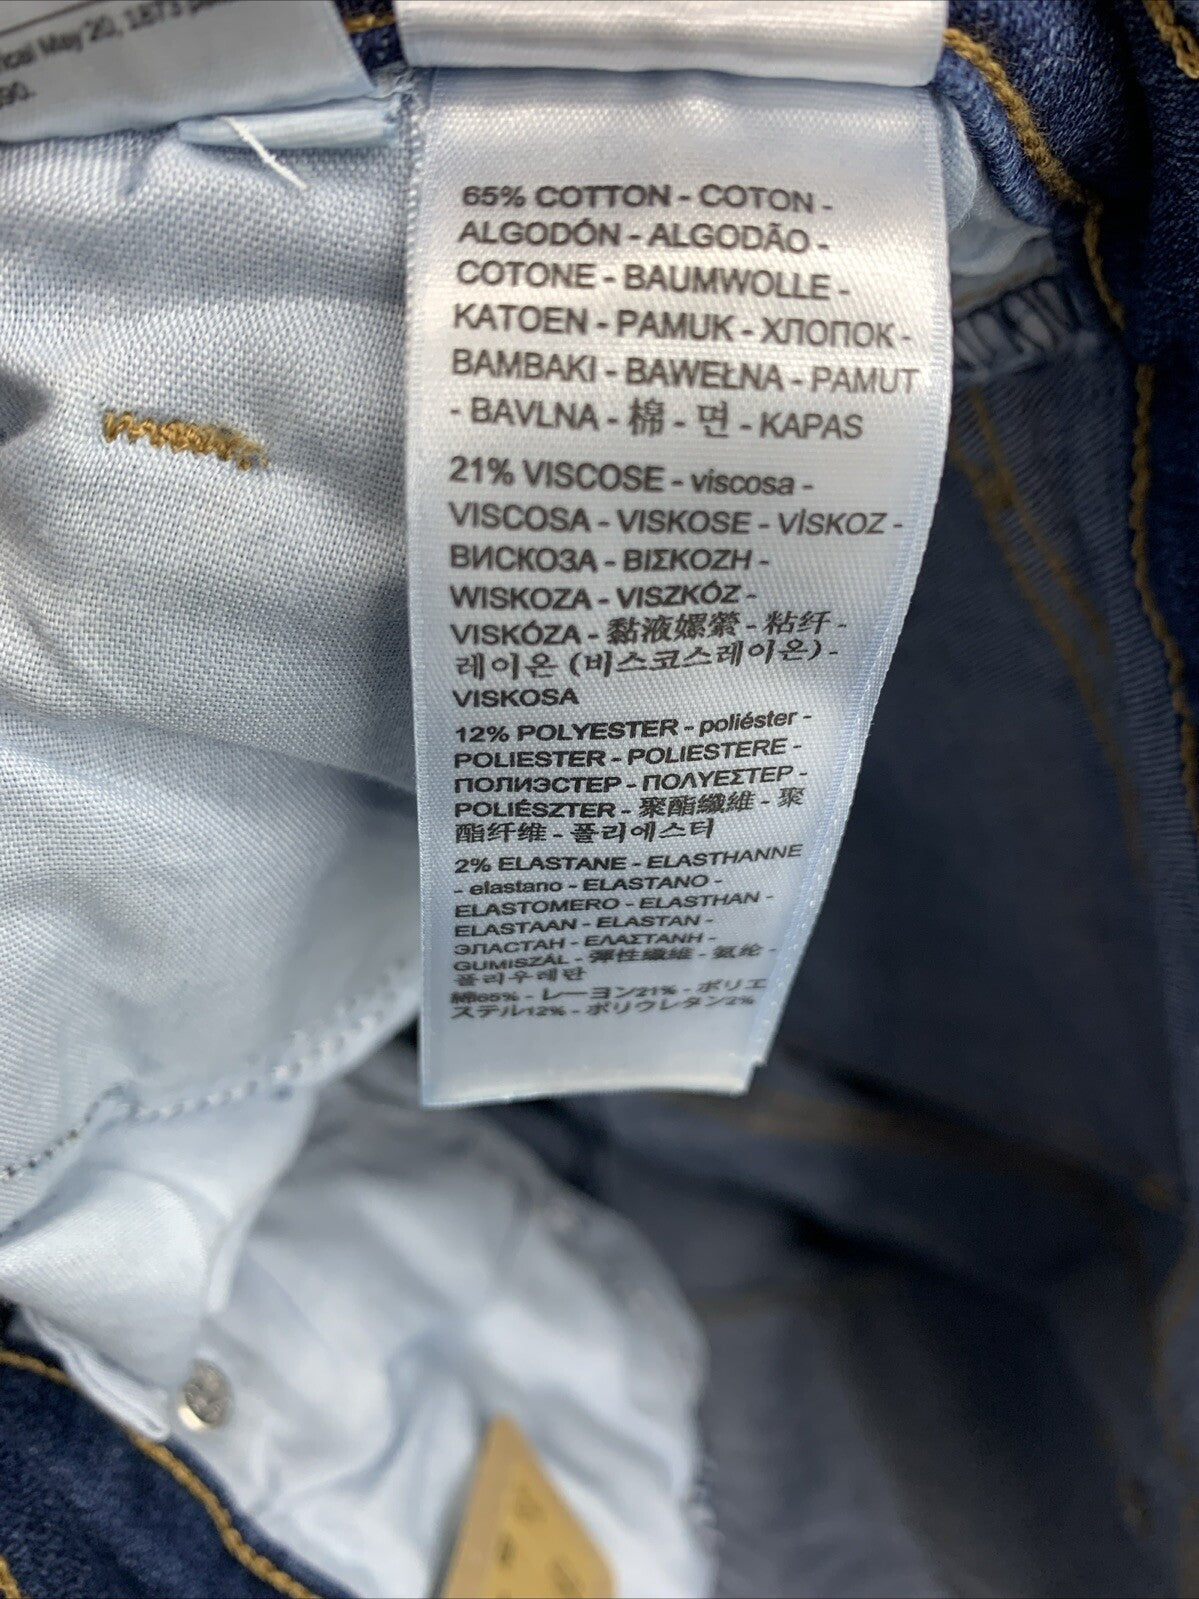 May 20, 1873
90.
65% COTTON - COTON -
ALGODÓN - ALGODÃO -
COTONE - BAUMWOLLE -
KATOEN - PAMUK - ХЛОПОК -
BAMBAKI - BAWEŁNA - PAMUT
- BAVLNA - 棉 - 면 - KAPAS
21% VISCOSE - viscosa -
VISCOSA - VISKOSE - VİSKOZ -
ВИСКОЗА - ΒΙΣΚΟΖΗ -
WISKOZA - VISZKÓZ -
VISKÓZA - 黏液嫘縈 - 粘纤 -
레이온 (비스코스레이온) -
VISKOSA
12% POLYESTER - poliéster -
POLIESTER - POLIESTERE -
ПОЛИЭСТЕР - ΠΟΛΥΕΣΤΕΡ -
POLIÉSZTER - 聚酯纖維 - 聚
酯纤维 - 폴리에스터
2% ELASTANE - ELASTHANNE
- elastano - ELASTANO -
ELASTOMERO - ELASTHAN -
ELASTAAN - ELASTAN -
ЭЛАСТАН - ΕΛΑΣΤΑΝΗ -
GUMISZÁL - 彈性纖維 - 氨纶 -
폴리우레탄
綿65% - レーヨン21% - ポリエ
ステル12% - ポリウレタン2%